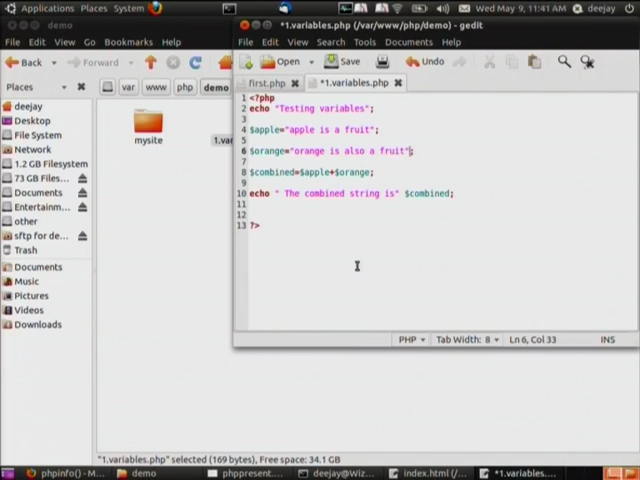 Applications Places System
Wed May 9, 11:41 AM
deejay
demo
*1.variables.php (/var/www/php/demo) - gedit
File Edit View Go Bookmarks Help
File Edit View Search Tools Documents Help
Back
Forward
Open
Save
Undo
Places
var
www
php
demo
first.php
*1.variables.php
deejay
Desktop
File System
Network
1.2 GB Filesystem
73 GB Files...
Documents
Entertainm...
other
sftp for de...
Trash
Documents
Music
Pictures
Videos
Downloads
mysite
1.va
1 <?php
2 echo "Testing variables";
3
4 $apple="apple is a fruit";
5
6 $orange="orange is also a fruit";
7
8 $combined=$apple+$orange;
9
10 echo " The combined string is" $combined;
11
12
13 ?>
PHP
Tab Width: 8
Ln 6, Col 33
INS
"1.variables.php" selected (169 bytes), Free space: 34.1 GB
phpinfo() - M...
demo
phppresent....
deejay@Wiz...
index.html (/...
*1.variables....